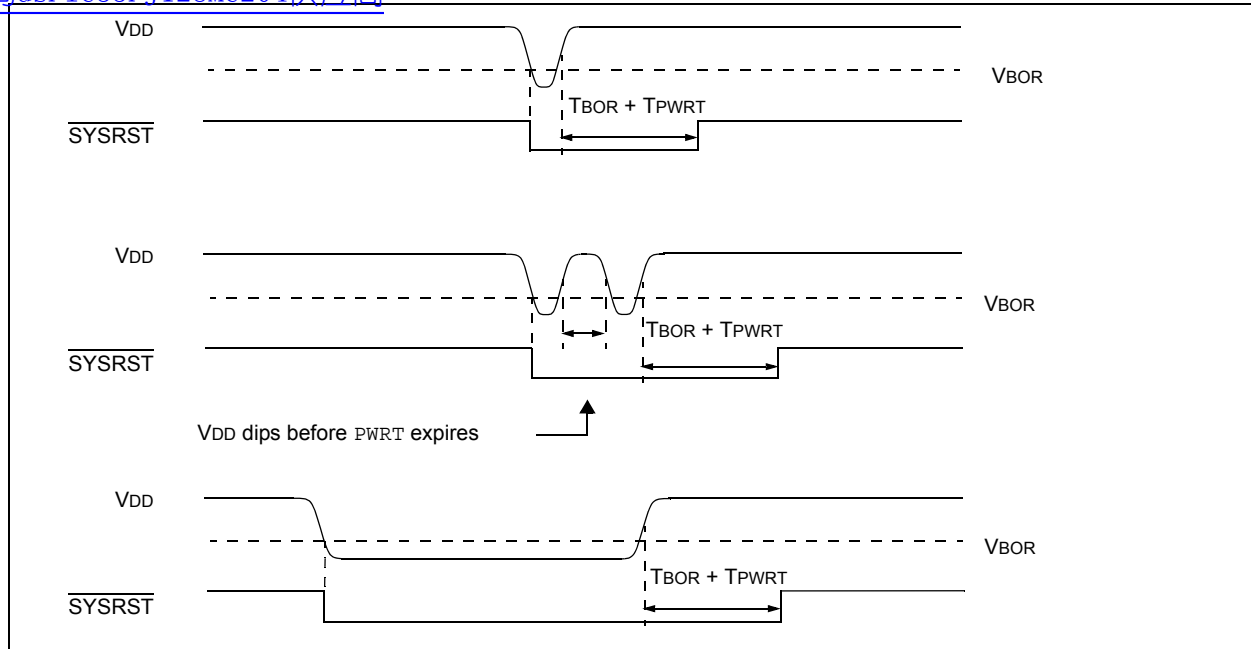 VDD
VBOR
TBOR + TPWRT
SYSRST
VDD
VBOR
TBOR + TPWRT
SYSRST
VDD dips before PWRT expires
VDD
VBOR
TBOR + TPWRT
SYSRST